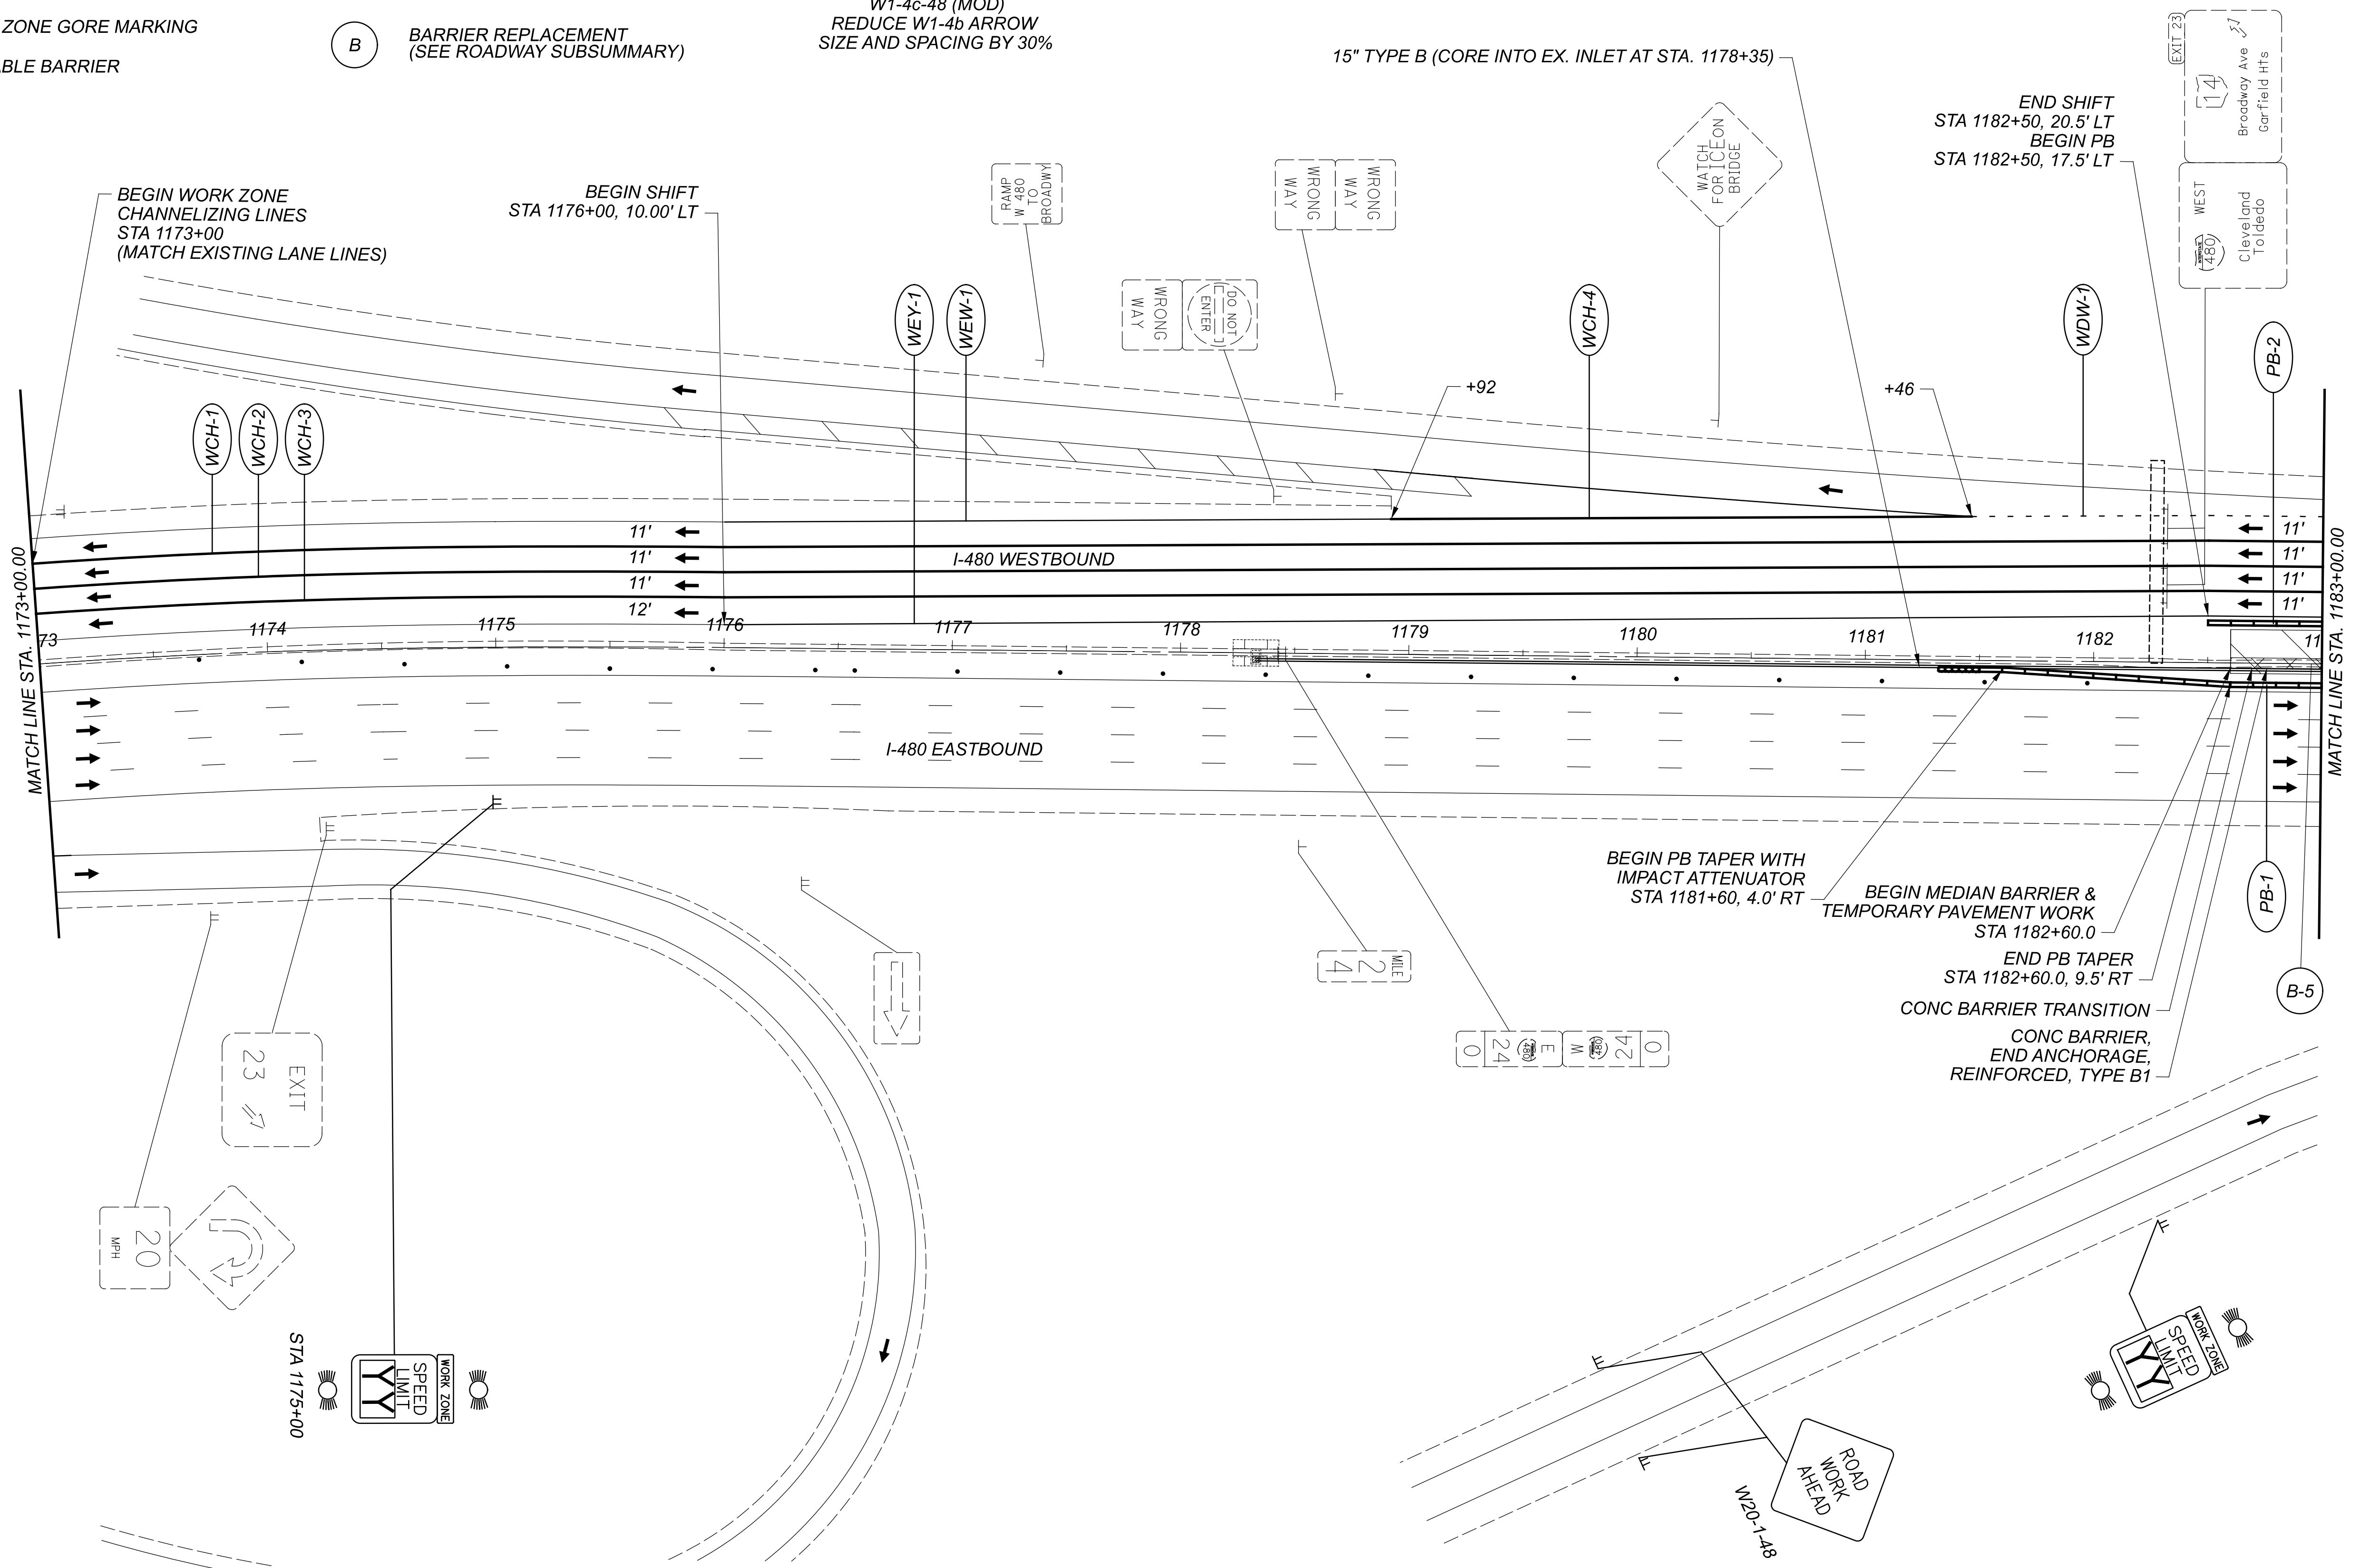 ZONE GORE MARKING
BLE BARRIER
B
BARRIER REPLACEMENT
(SEE ROADWAY SUBSUMMARY)
W1-4c-48 (MOD)
REDUCE W1-4b ARROW
SIZE AND SPACING BY 30%
15" TYPE B (CORE INTO EX. INLET AT STA. 1178+35)
END SHIFT
STA 1182+50, 20.5' LT
BEGIN PB
STA 1182+50, 17.5' LT
EXIT 23
14
Broadway Ave
Garfield Hts
WEST
480
Cleveland
Toldedo
BEGIN WORK ZONE
CHANNELIZING LINES
STA 1173+00
(MATCH EXISTING LANE LINES)
BEGIN SHIFT
STA 1176+00, 10.00' LT
RAMP
W 480
TO
BROADWY
WRONG
WAY
WRONG
WAY
WATCH
FOR ICE ON
BRIDGE
WRONG
WAY
DO NOT
ENTER
WCH-1
WCH-2
WCH-3
WEY-1
WEW-1
WCH-4
WDW-1
PB-2
+92
+46
11'
11'
11'
12'
I-480 WESTBOUND
11'
11'
11'
11'
73
1174
1175
1176
1177
1178
1179
1180
1181
1182
11
MATCH LINE STA. 1173+00.00
MATCH LINE STA. 1183+00.00
I-480 EASTBOUND
BEGIN PB TAPER WITH
IMPACT ATTENUATOR
STA 1181+60, 4.0' RT
BEGIN MEDIAN BARRIER &
TEMPORARY PAVEMENT WORK
STA 1182+60.0
END PB TAPER
STA 1182+60.0, 9.5' RT
CONC BARRIER TRANSITION
CONC BARRIER,
END ANCHORAGE,
REINFORCED, TYPE B1
PB-1
B-5
MILE
24
E
480
24
0
W
480
24
0
EXIT
23
20
MPH
STA 1175+00
WORK ZONE
SPEED
LIMIT
YY
WORK ZONE
SPEED
LIMIT
YY
ROAD
WORK
AHEAD
W20-1-48